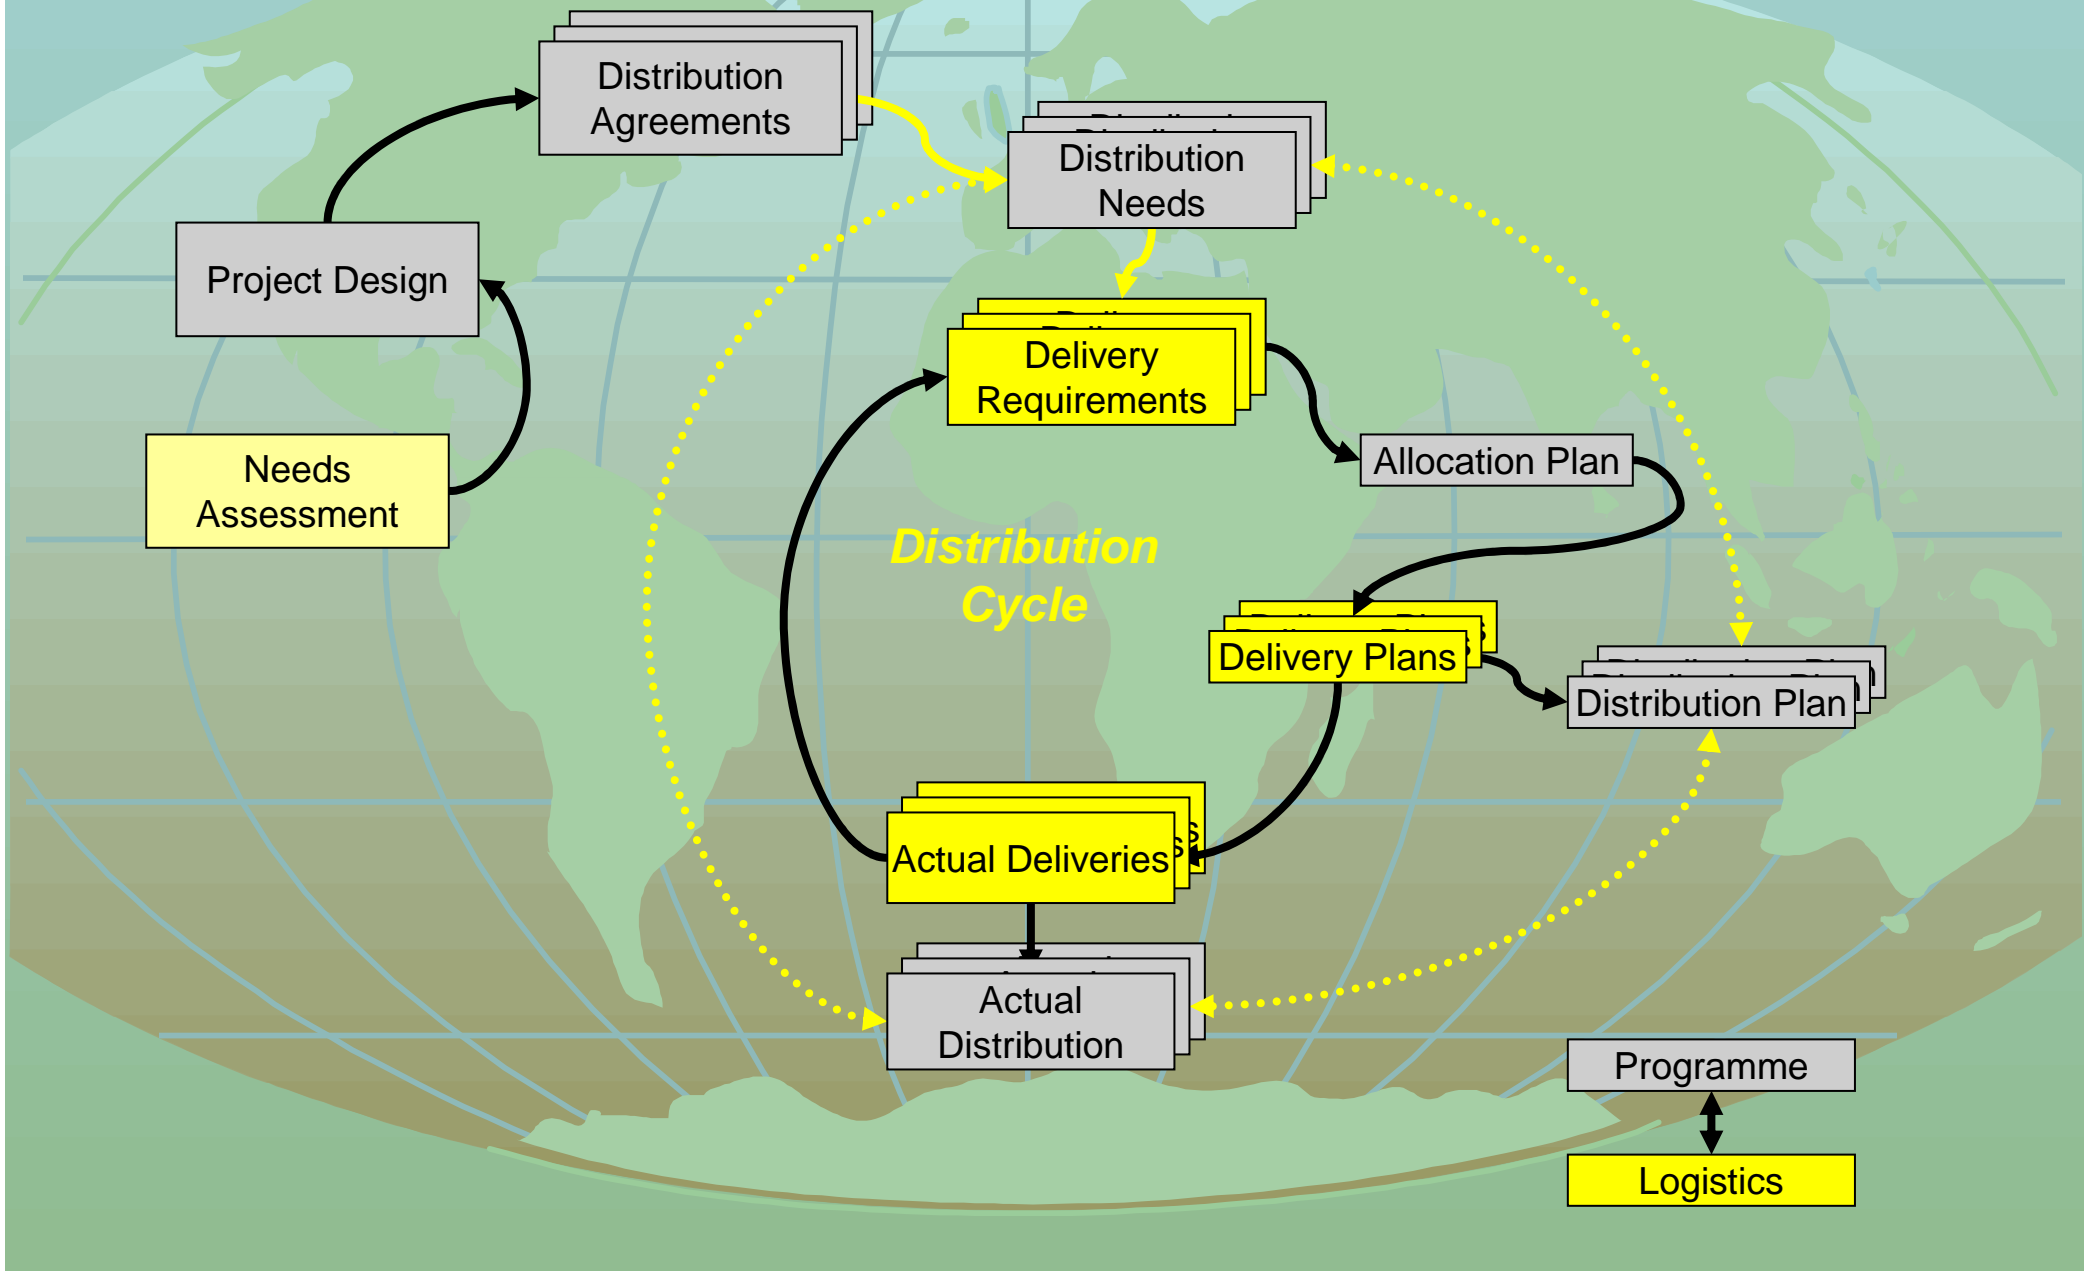 Distribution
Agreements
Distribution
Needs
Project Design
Delivery
Requirements
Needs
Assessment
Allocation Plan
Distribution
Cycle
Delivery Plans
Distribution Plan
Actual Deliveries
Actual
Distribution
Programme
Logistics